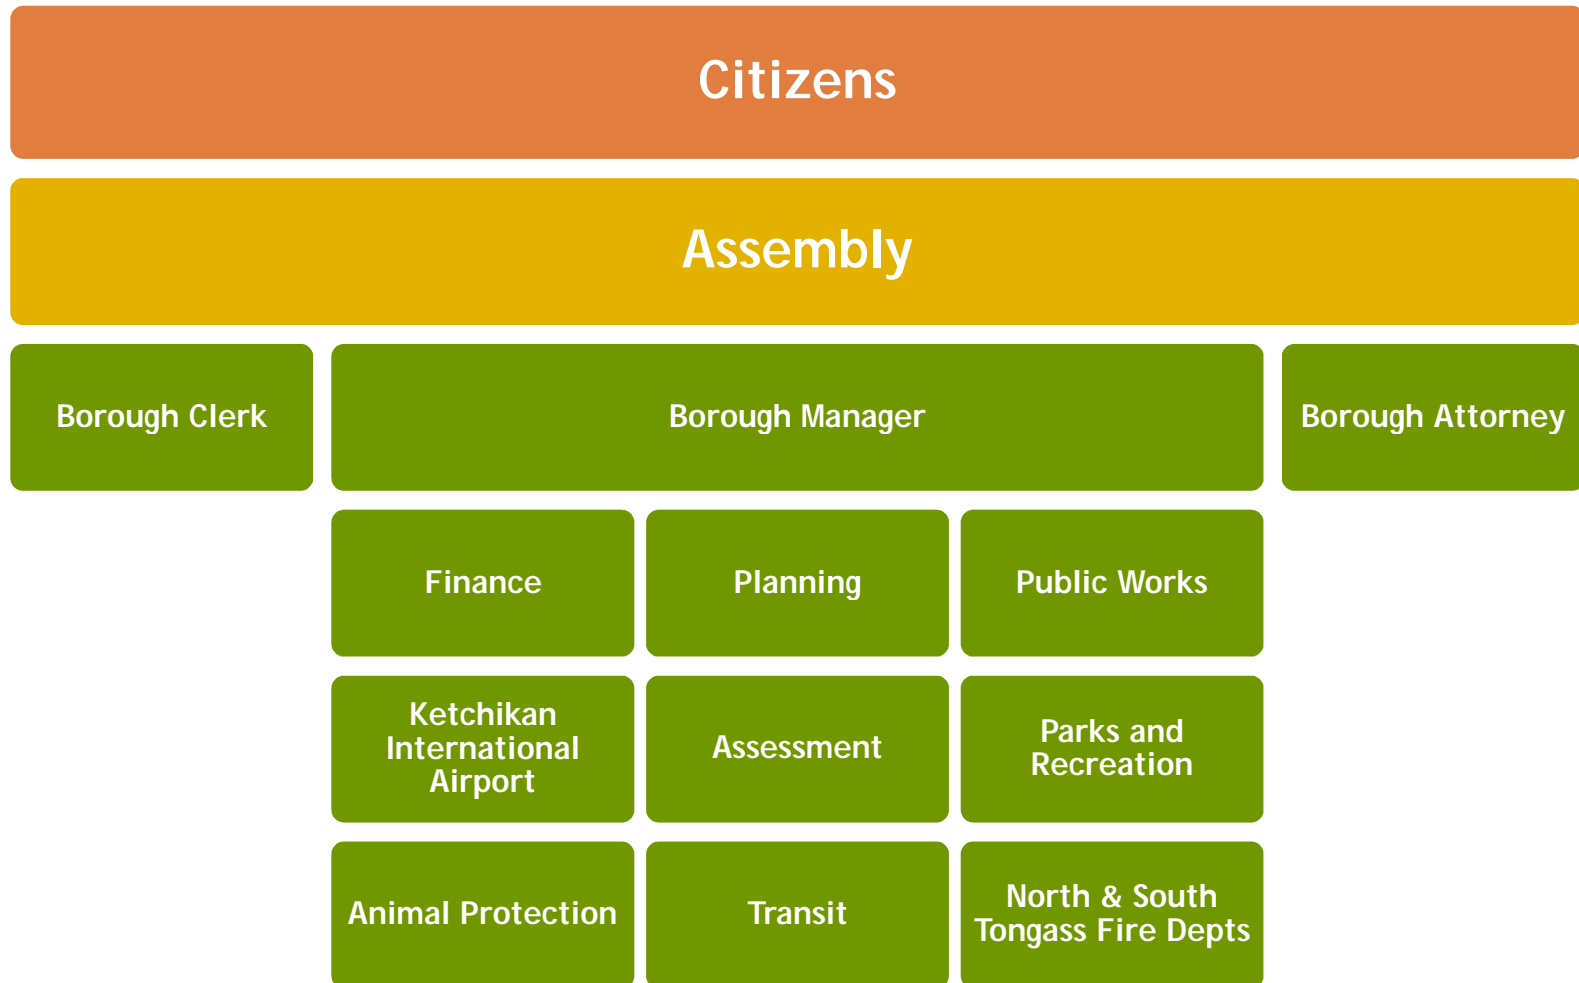 Citizens
Assembly
Borough Clerk
Borough Manager
Borough Attorney
Finance
Planning
Public Works
Ketchikan
International
Airport
Assessment
Parks and
Recreation
Animal Protection
Transit
North & South
Tongass Fire Depts